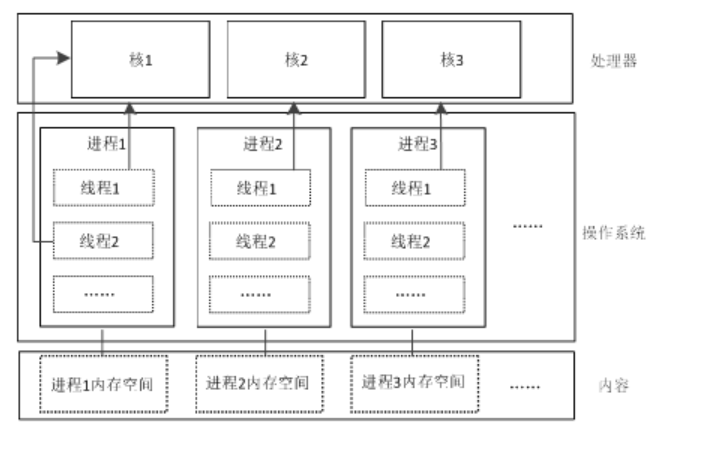 核1
核2
核3
处理器
进程1
进程2
进程3
线程1
线程1
线程1
线程2
线程2
线程2
……
……
……
……
操作系统
进程1内存空间
进程2内存空间
进程3内存空间
……
内容